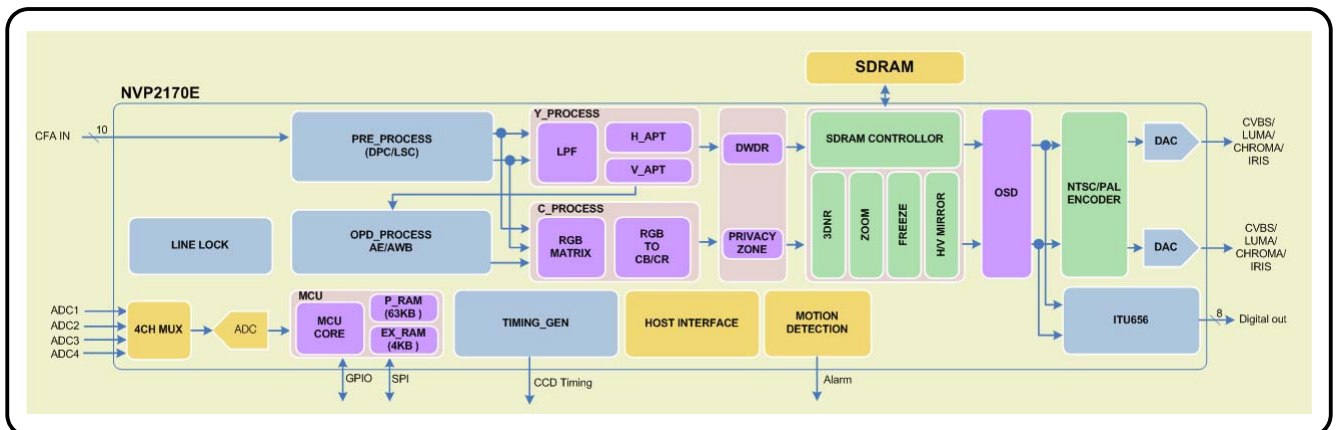 SDRAM
NVP2170E
CFA IN
10
PRE_PROCESS
(DPC/LSC)
Y_PROCESS
LPF
H_APT
V_APT
DWDR
SDRAM CONTROLLOR
3DNR
ZOOM
FREEZE
H/V MIRROR
OSD
NTSC/PAL
ENCODER
DAC
CVBS/
LUMA/
CHROMA/
IRIS
LINE LOCK
OPD_PROCESS
AE/AWB
C_PROCESS
RGB
MATRIX
RGB
TO
CB/CR
PRIVACY
ZONE
DAC
CVBS/
LUMA/
CHROMA/
IRIS
ADC1
ADC2
ADC3
ADC4
4CH MUX
ADC
MCU
MCU
CORE
P_RAM
(63KB )
EX_RAM
(4KB )
TIMING_GEN
HOST INTERFACE
MOTION
DETECTION
ITU656
8
Digital out
GPIO
SPI
CCD Timing
Alarm